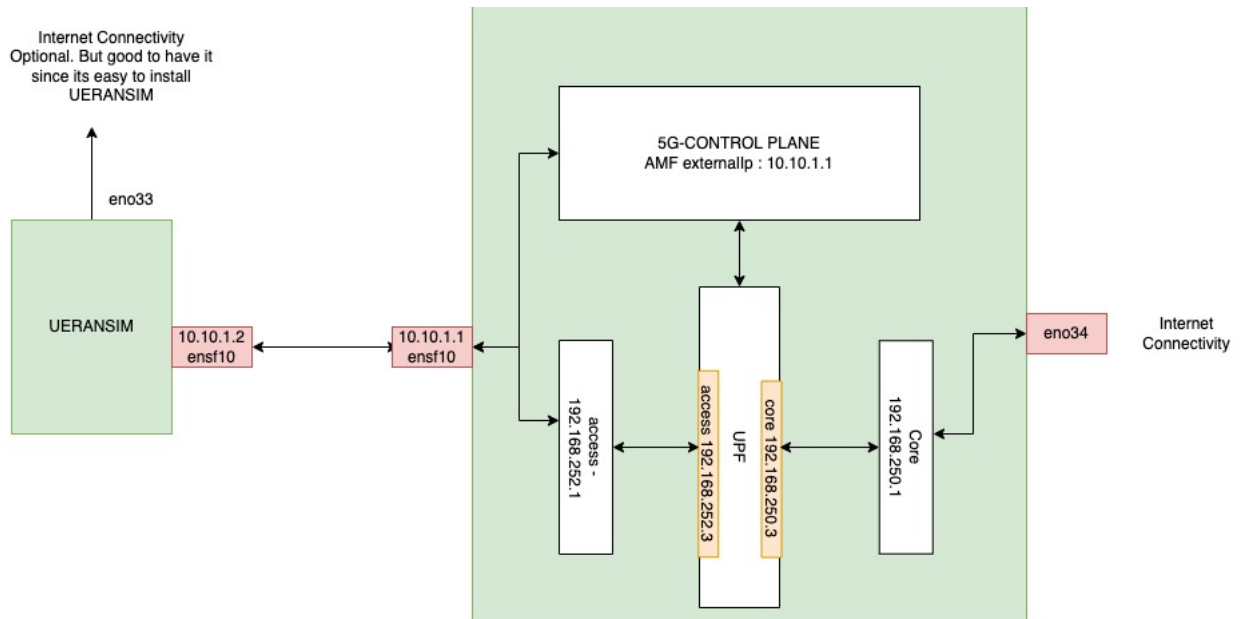 Internet Connectivity
Optional. But good to have it
since its easy to install
UERANSIM
eno33
UERANSIM
10.10.1.2
ensf10
10.10.1.1
ensf10
5G-CONTROL PLANE
AMF externalIp : 10.10.1.1
access -
192.168.252.1
access 192.168.252.3
UPF
core 192.168.250.3
Core
192.168.250.1
eno34
Internet
Connectivity